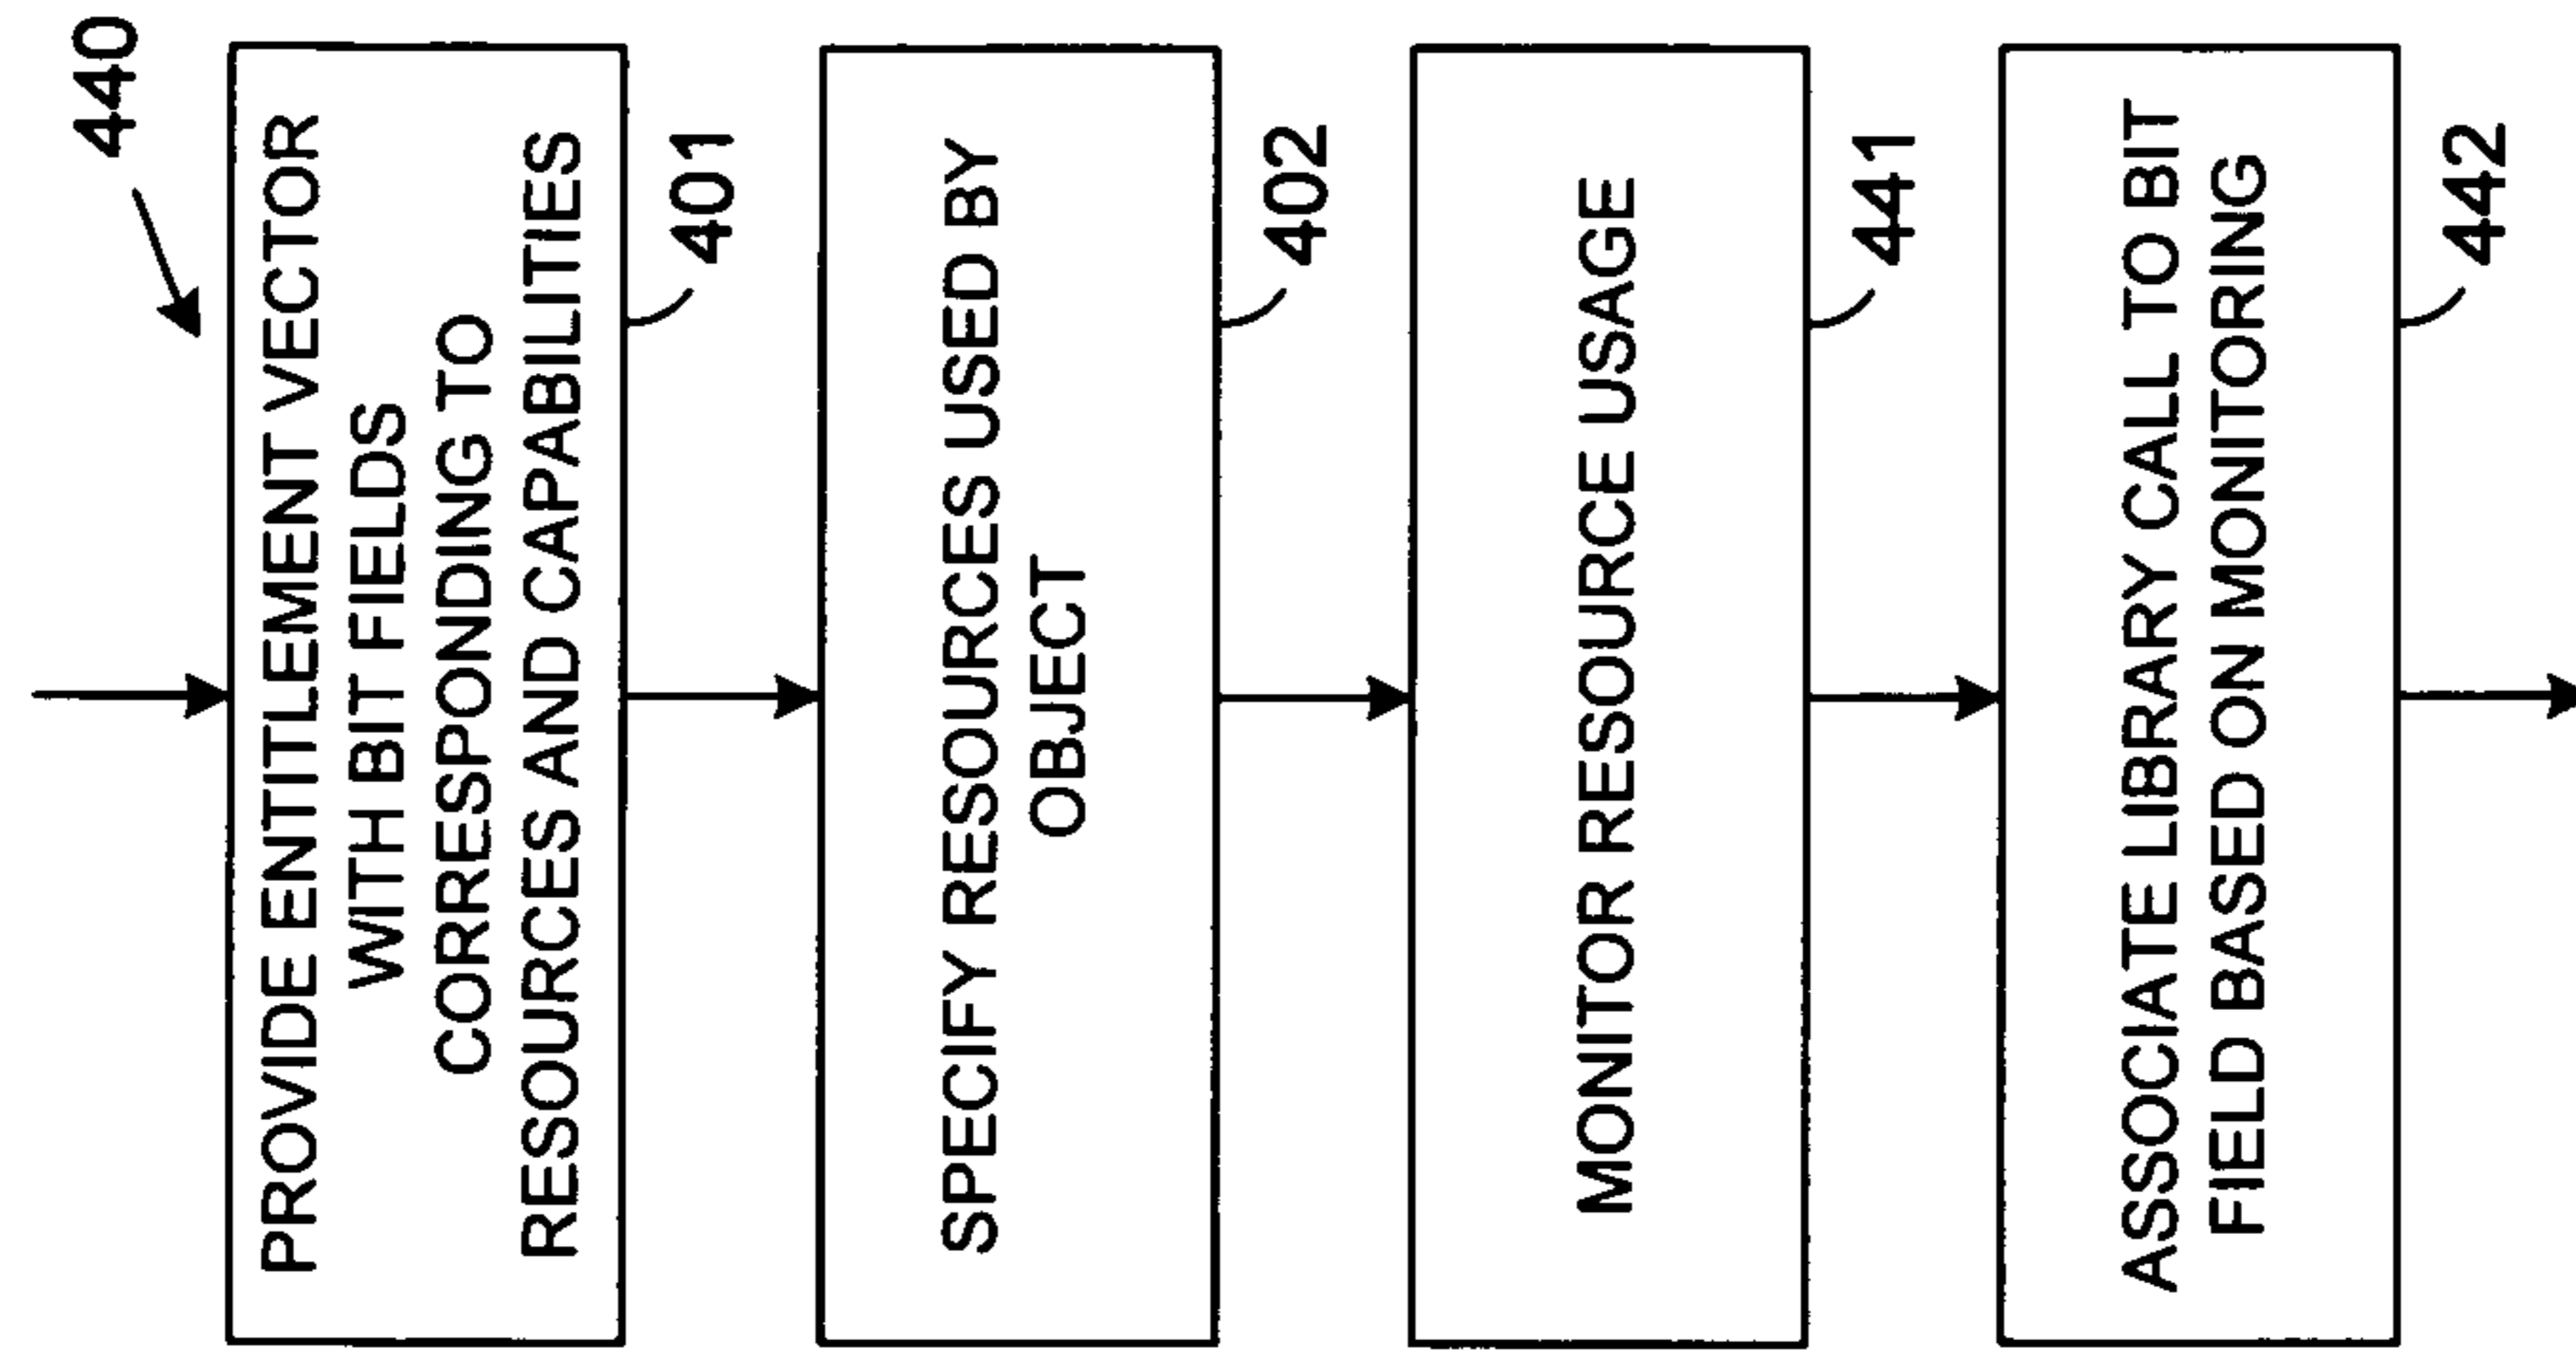 440
PROVIDE ENTITLEMENT VECTOR
WITH BIT FIELDS
CORRESPONDING TO
RESOURCES AND CAPABILITIES
401
SPECIFY RESOURCES USED BY
OBJECT
402
MONITOR RESOURCE USAGE
441
ASSOCIATE LIBRARY CALL TO BIT
FIELD BASED ON MONITORING
442